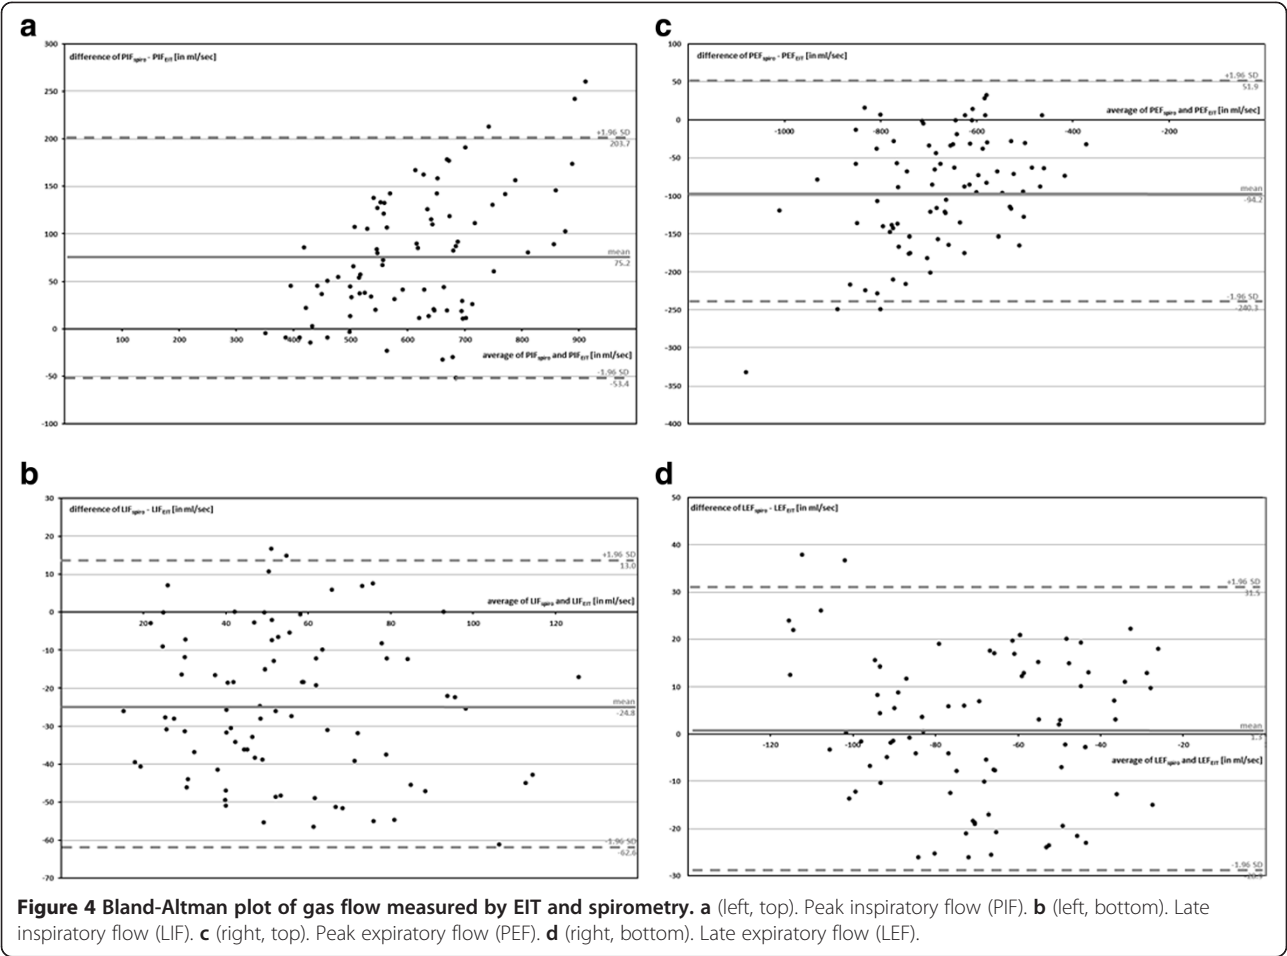 a
300
250
200
150
100
50
0
-50
-100
difference of PIFspiro - PIFEIT [in ml/sec]
+1.96 SD
203.7
mean
75.2
100 200 300 400 500 600 700 800 900
average of PIFspiro and PIFEIT [in ml/sec]
-1.96 SD
-53.4
c
100
50
0
-50
-100
-150
-200
-250
-300
-350
-400
difference of PEFspiro - PEFEIT [in ml/sec]
+1.96 SD
51.9
average of PEFspiro and PEFEIT [in ml/sec]
-1000 -800 -600 -400 -200
mean
-94.2
-1.96 SD
-240.3
b
30
20
10
0
-10
-20
-30
-40
-50
-60
-70
difference of LIFspiro - LIFEIT [in ml/sec]
+1.96 SD
13.0
average of LIFspiro and LIFEIT [in ml/sec]
20 40 60 80 100 120
mean
-24.8
-1.96 SD
-62.6
d
50
40
30
20
10
0
-10
-20
-30
difference of LEFspiro - LEFEIT [in ml/sec]
+1.96 SD
31.5
mean
1.3
-120 -100 -80 -60 -40 -20
average of LEFspiro and LEFEIT [in ml/sec]
-1.96 SD
Figure 4 Bland-Altman plot of gas flow measured by EIT and spirometry. a (left, top). Peak inspiratory flow (PIF). b (left, bottom). Late
inspiratory flow (LIF). c (right, top). Peak expiratory flow (PEF). d (right, bottom). Late expiratory flow (LEF).